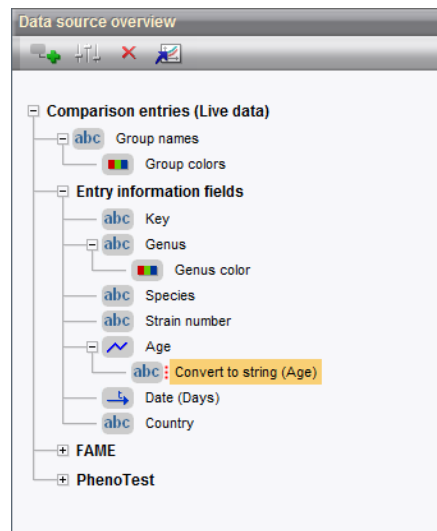 Data source overview
Comparison entries (Live data)
abc Group names
Group colors
Entry information fields
abc Key
abc Genus
Genus color
abc Species
abc Strain number
Age
abc Convert to string (Age)
t Date (Days)
abc Country
FAME
PhenoTest